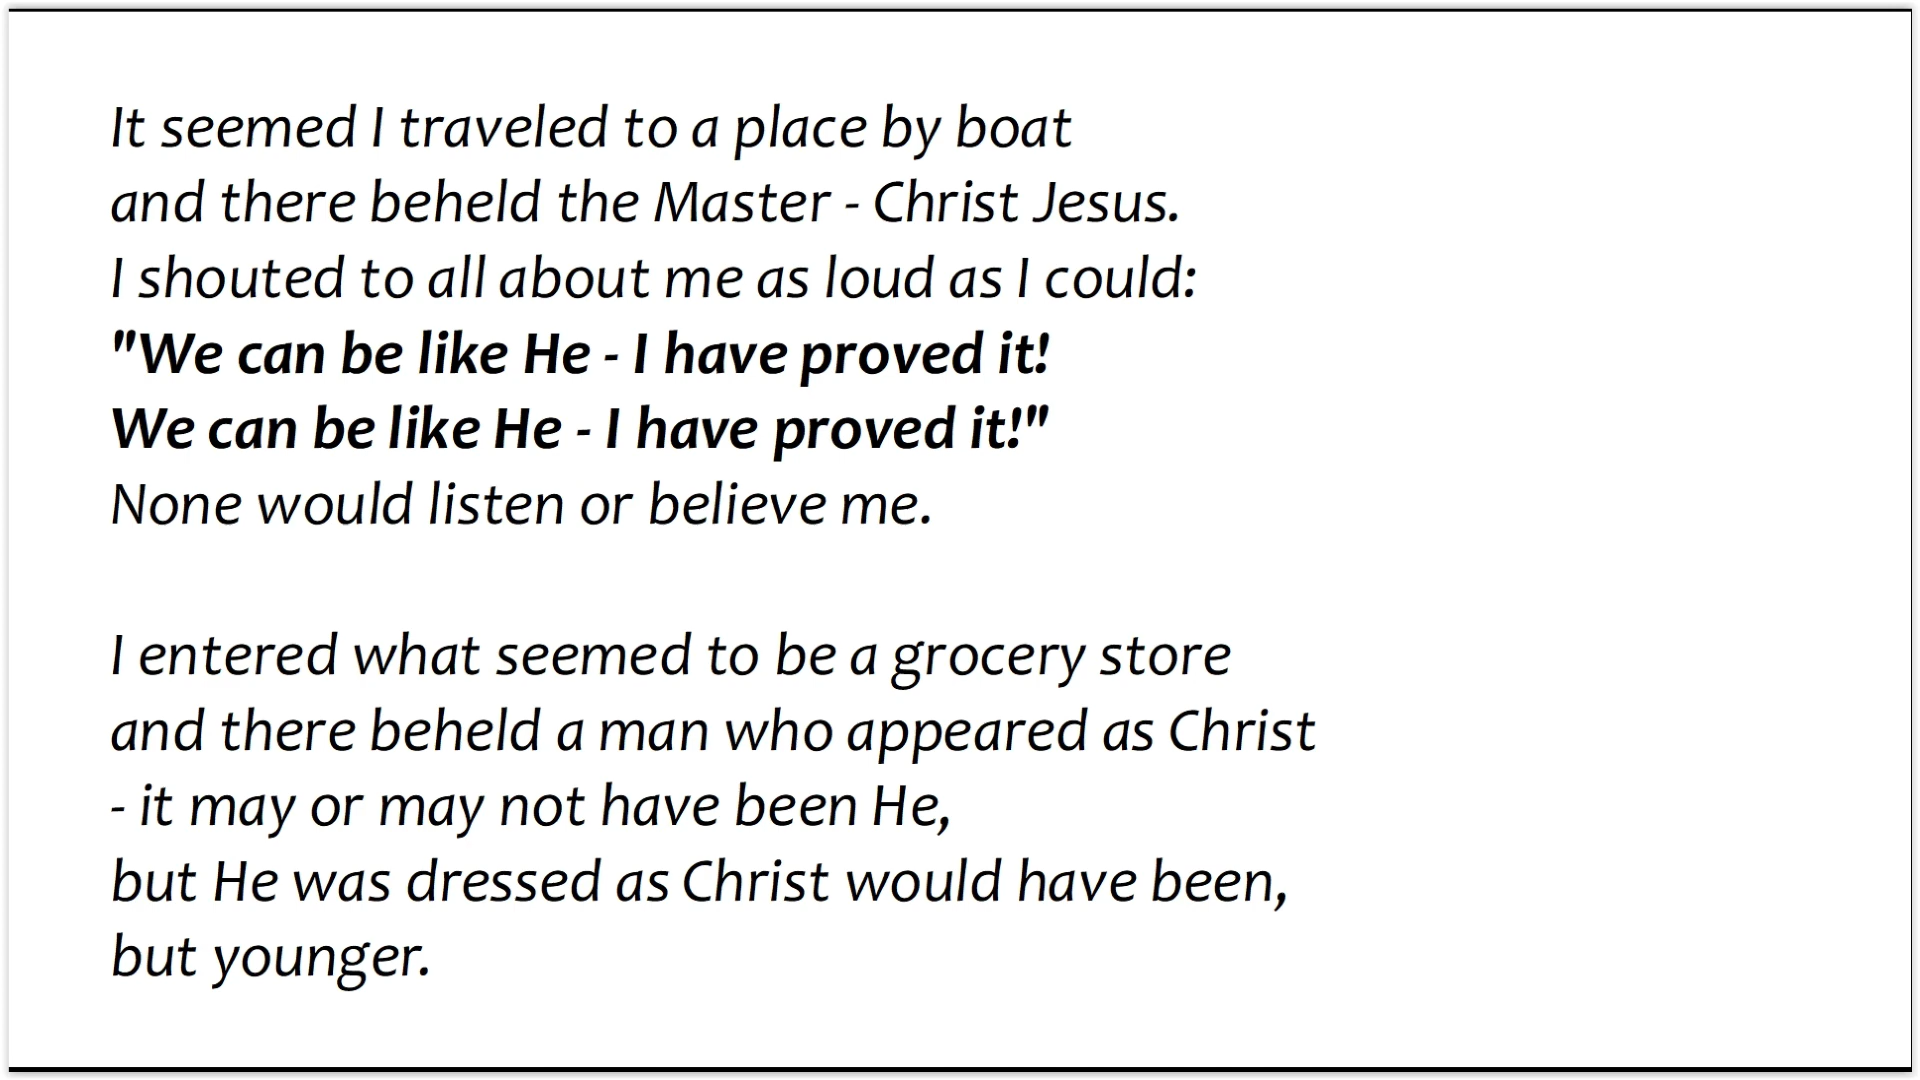 It seemed I traveled to a place by boat
and there beheld the Master - Christ Jesus.
I shouted to all about me as loud as I could:
"We can be like He - I have proved it!
We can be like He - I have proved it!"
None would listen or believe me.
I entered what seemed to be a grocery store
and there beheld a man who appeared as Christ
- it may or may not have been He,
but He was dressed as Christ would have been,
but younger.